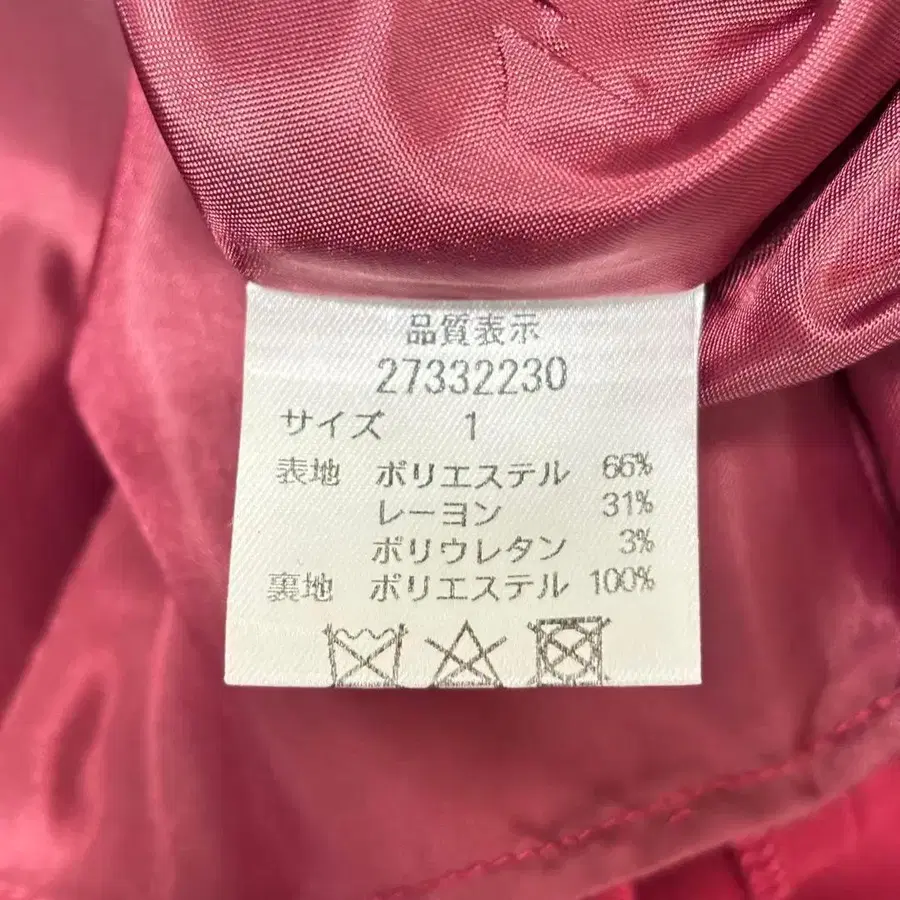 品質表示
27332230
サイズ 1
表地 ポリエステル 66%
レーヨン 31%
ポリウレタン 3%
裏地 ポリエステル 100%